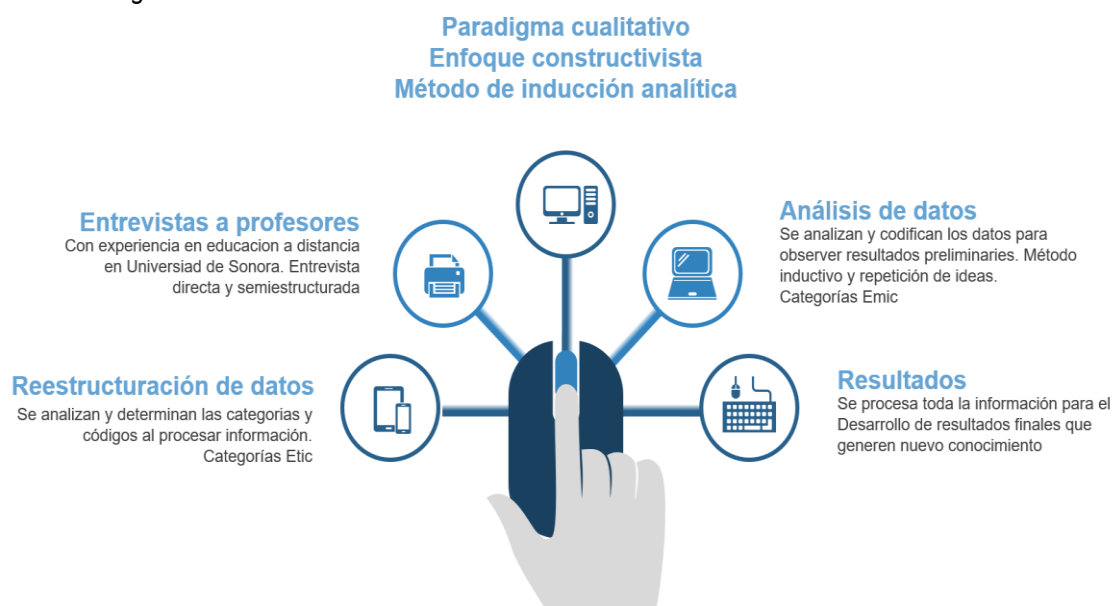 Paradigma cualitativo
Enfoque constructivista
Método de inducción analítica
Entrevistas a profesores
Con experiencia en educacion a distancia
en Universiad de Sonora. Entrevista
directa y semiestructurada
Análisis de datos
Se analizan y codifican los datos para
observer resultados preliminaries. Método
inductivo y repetición de ideas.
Categorías Emic
Reestructuración de datos
Se analizan y determinan las categorias y
códigos al procesar información.
Categorías Etic
Resultados
Se procesa toda la información para el
Desarrollo de resultados finales que
generen nuevo conocimiento